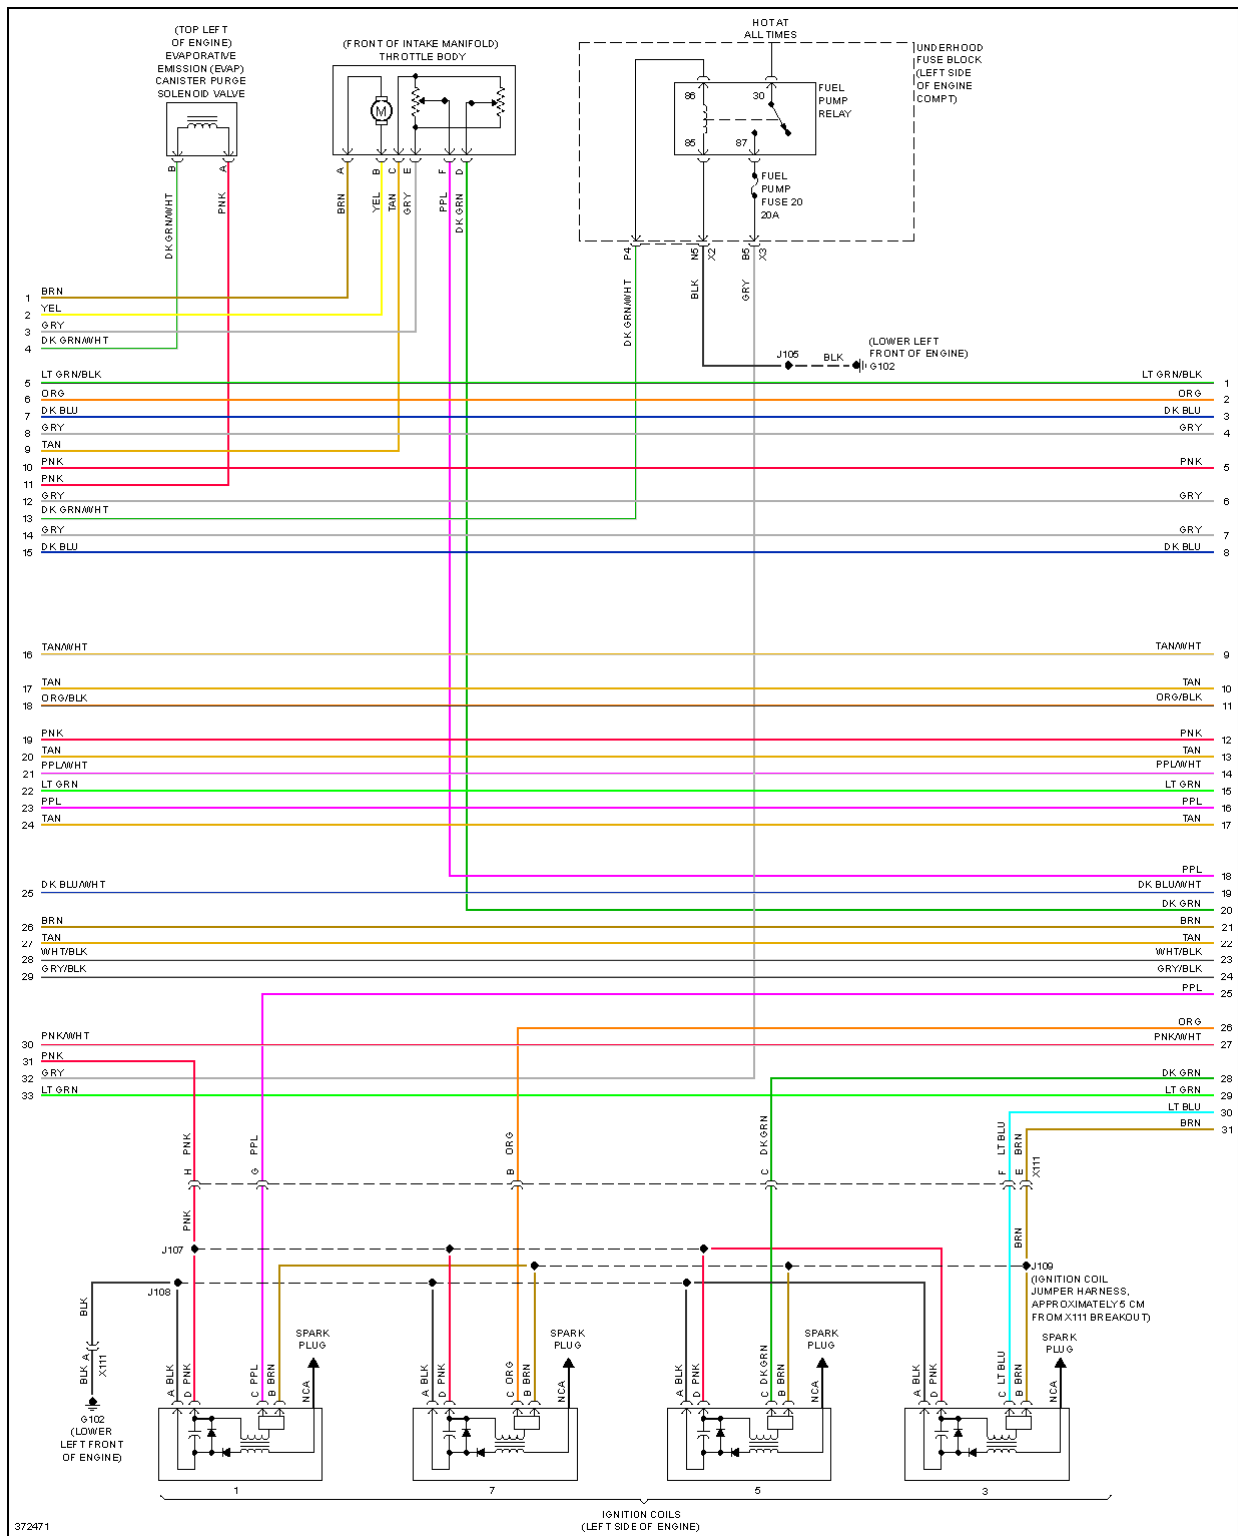 (TOP LEFT
OF ENGINE)
EVAPORATIVE
EMISSION (EVAP)
CANISTER PURGE
SOLENOID VALVE
(FRONT OF INTAKE MANIFOLD)
THROTTLE BODY
M
HOT AT
ALL TIMES
UNDERHOOD
FUSE BLOCK
(LEFT SIDE
OF ENGINE
COMPT)
86
30
85
87
FUEL
PUMP
RELAY
FUEL
PUMP
FUSE 20
20A
B
A
A
B
C
E
F
D
DK GRN/WHT
PNK
BRN
YEL
TAN
GRY
PPL
DK GRN
P4
N5
X2
B5
X3
DK GRN/WHT
BLK
GRY
J105
BLK
(LOWER LEFT
FRONT OF ENGINE)
G102
1 BRN
2 YEL
3 GRY
4 DK GRN/WHT
5 LT GRN/BLK LT GRN/BLK 1
6 ORG ORG 2
7 DK BLU DK BLU 3
8 GRY GRY 4
9 TAN
10 PNK PNK 5
11 PNK
12 GRY GRY 6
13 DK GRN/WHT
14 GRY GRY 7
15 DK BLU DK BLU 8
16 TAN/WHT TAN/WHT 9
17 TAN TAN 10
18 ORG/BLK ORG/BLK 11
19 PNK PNK 12
20 TAN TAN 13
21 PPL/WHT PPL/WHT 14
22 LT GRN LT GRN 15
23 PPL PPL 16
24 TAN TAN 17
PPL 18
25 DK BLU/WHT DK BLU/WHT 19
DK GRN 20
26 BRN BRN 21
27 TAN TAN 22
28 WHT/BLK WHT/BLK 23
29 GRY/BLK GRY/BLK 24
PPL 25
ORG 26
30 PNK/WHT PNK/WHT 27
31 PNK
32 GRY DK GRN 28
33 LT GRN LT GRN 29
LT BLU 30
BRN 31
H PNK
G PPL
B ORG
C DK GRN
F LT BLU
E BRN
X111
PNK
BRN
J107
J108
J109
(IGNITION COIL
JUMPER HARNESS,
APPROXIMATELY 5 CM
FROM X111 BREAKOUT)
BLK
A
X111
BLK
G102
(LOWER
LEFT FRONT
OF ENGINE)
A BLK
D PNK
C PPL
B BRN
SPARK
PLUG
NCA
A BLK
D PNK
C ORG
B BRN
SPARK
PLUG
NCA
A BLK
D PNK
C DK GRN
B BRN
SPARK
PLUG
NCA
A BLK
D PNK
C LT BLU
B BRN
SPARK
PLUG
NCA
1
7
5
3
IGNITION COILS
(LEFT SIDE OF ENGINE)
372471